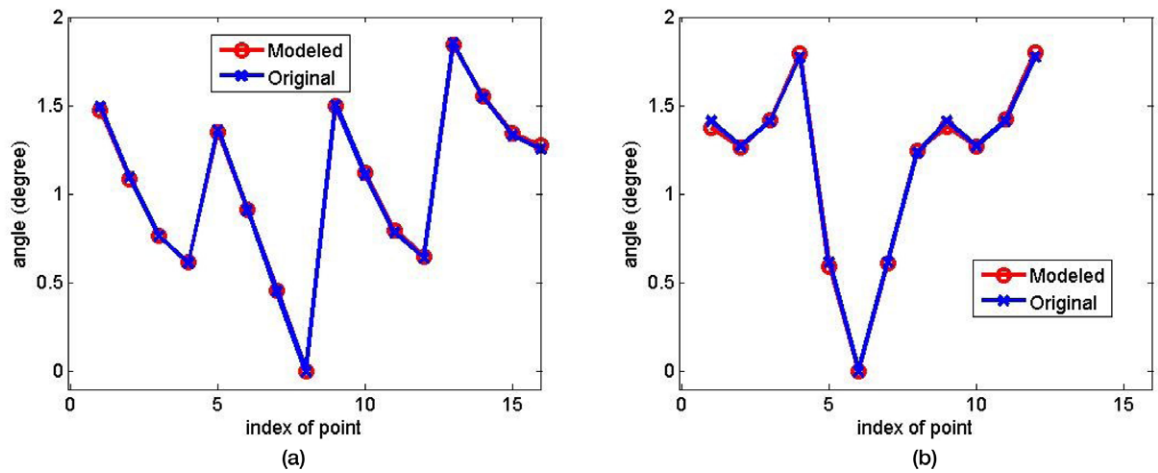 2
1.5
1
0.5
0
0 5 10 15
angle (degree)
index of point
Modeled
Original
(a)
2
1.5
1
0.5
0
0 5 10 15
angle (degree)
index of point
Modeled
Original
(b)